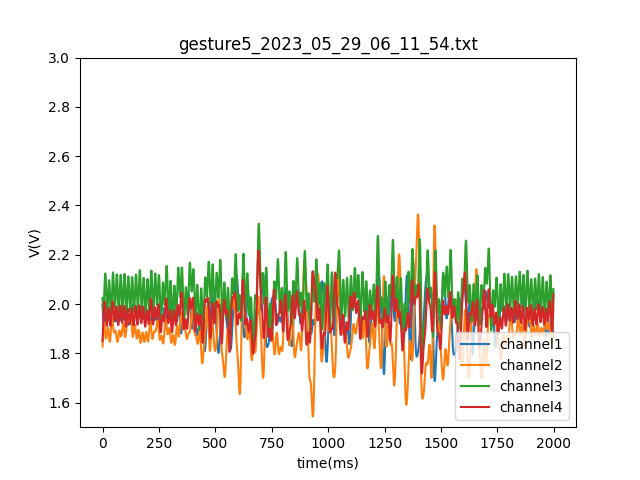 gesture5_2023_05_29_06_11_54.txt
3.0
2.8
2.6
2.4
2.2
2.0
1.8
1.6
V(V)
channel1
channel2
channel3
channel4
0 250 500 750 1000 1250 1500 1750 2000
time(ms)